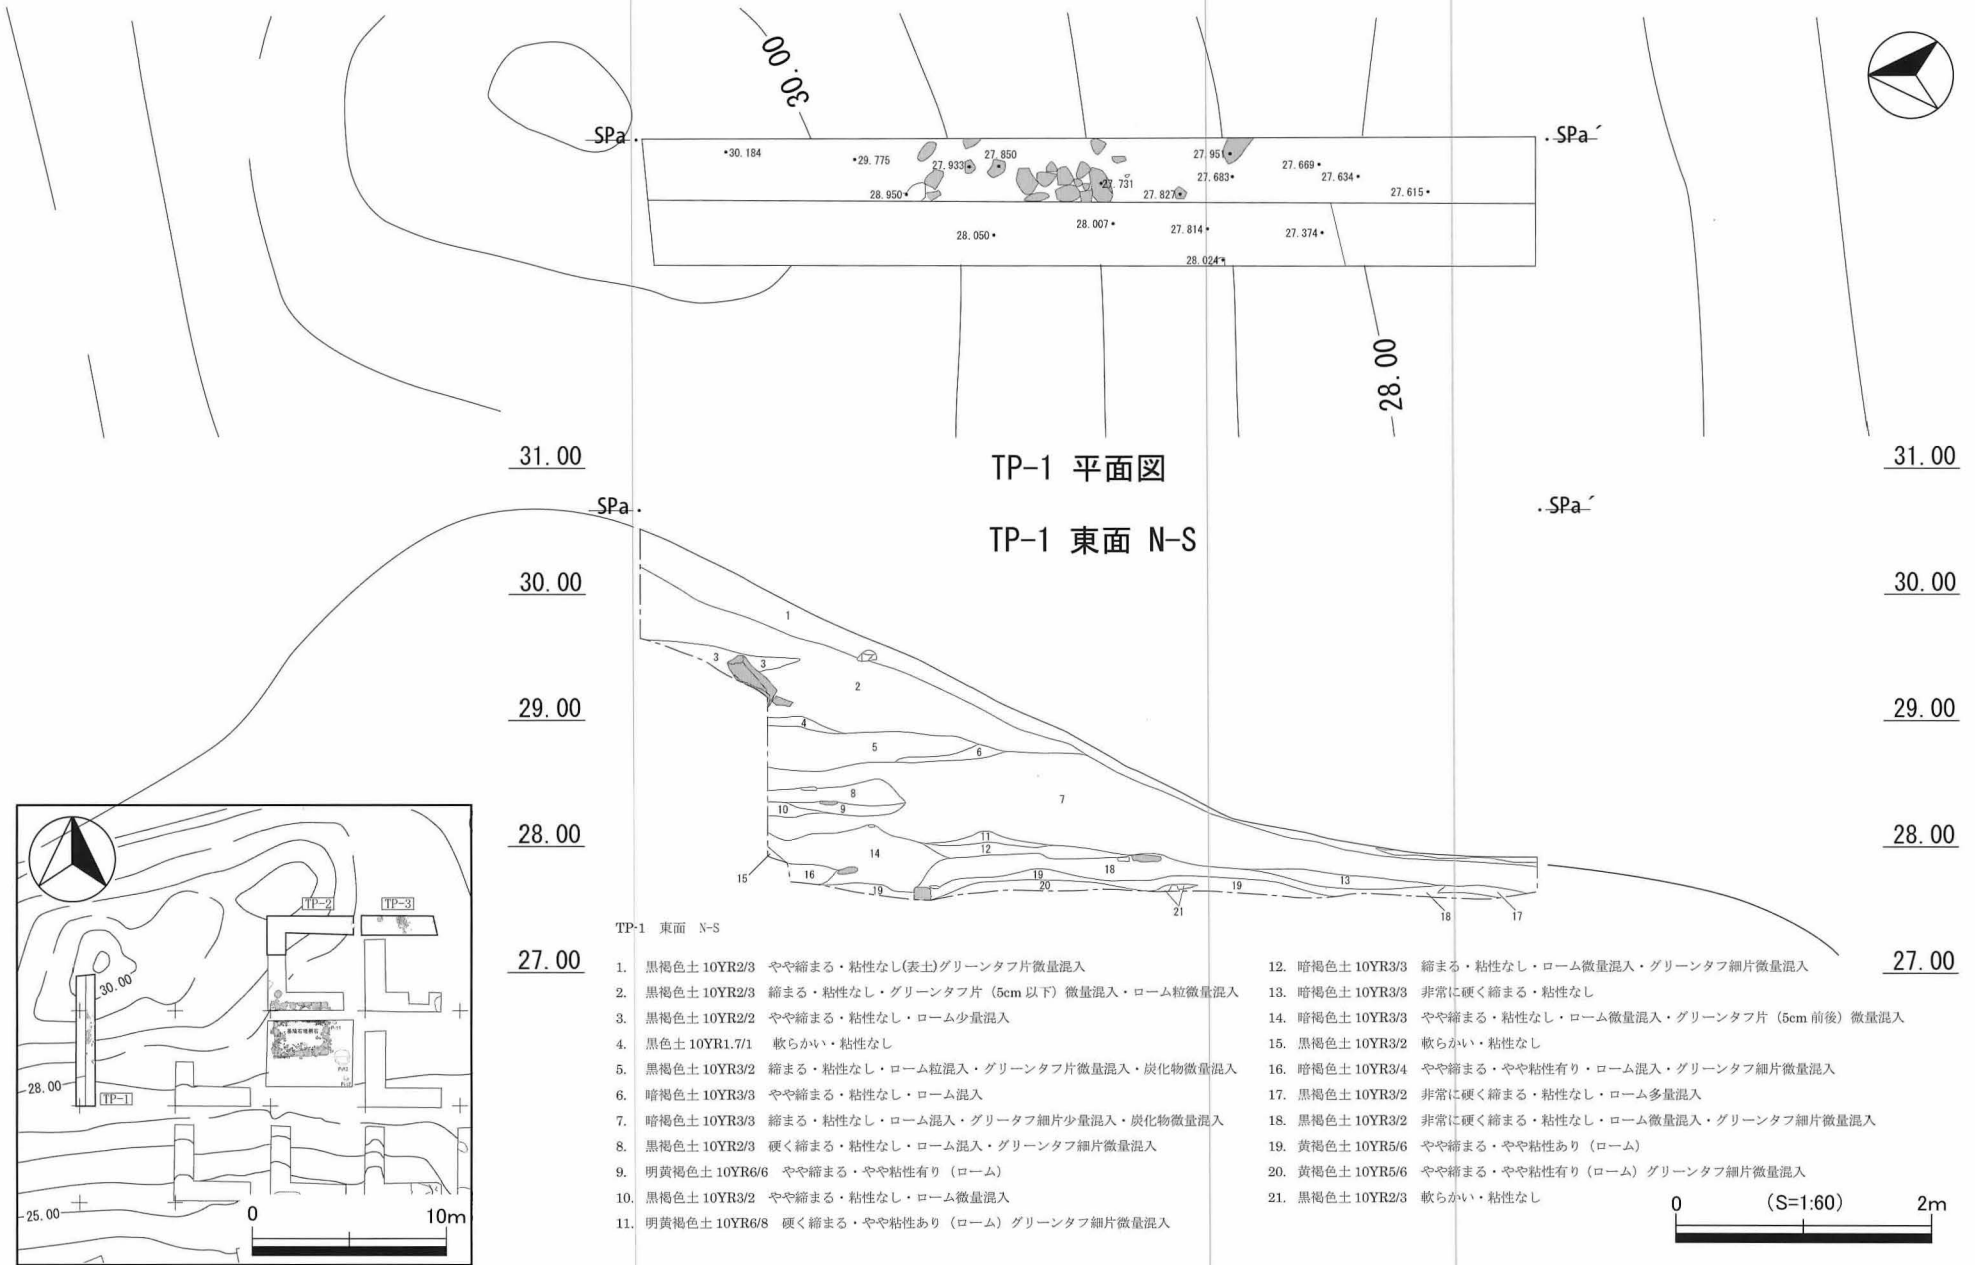 30.00
SPa
SPa´
30.184
29.775
27.933
27.850
27.951
27.669
28.950
27.731
27.683
27.634
27.827
27.615
28.050
28.007
27.814
27.374
28.024
28.00
31.00
TP-1 平面図
31.00
SPa
SPa´
TP-1 東面 N-S
30.00
30.00
1
3
3
2
29.00
29.00
4
5
6
8
7
10
9
28.00
28.00
11
14
12
15
16
18
19
19
20
19
13
21
18
17
27.00
27.00
TP-1 東面 N-S
1. 黒褐色土 10YR2/3 やや締まる・粘性なし(表土)グリーンタフ片微量混入
2. 黒褐色土 10YR2/3 締まる・粘性なし・グリーンタフ片（5cm 以下）微量混入・ローム粒微量混入
3. 黒褐色土 10YR2/2 やや締まる・粘性なし・ローム少量混入
4. 黒色土 10YR1.7/1 軟らかい・粘性なし
5. 黒褐色土 10YR3/2 締まる・粘性なし・ローム粒混入・グリーンタフ片微量混入・炭化物微量混入
6. 暗褐色土 10YR3/3 やや締まる・粘性なし・ローム混入
7. 暗褐色土 10YR3/3 締まる・粘性なし・ローム混入・グリータフ細片少量混入・炭化物微量混入
8. 黒褐色土 10YR2/3 硬く締まる・粘性なし・ローム混入・グリーンタフ細片微量混入
9. 明黄褐色土 10YR6/6 やや締まる・やや粘性有り（ローム）
10. 黒褐色土 10YR3/2 やや締まる・粘性なし・ローム微量混入
11. 明黄褐色土 10YR6/8 硬く締まる・やや粘性あり（ローム）グリーンタフ細片微量混入
12. 暗褐色土 10YR3/3 締まる・粘性なし・ローム微量混入・グリーンタフ細片微量混入
13. 暗褐色土 10YR3/3 非常に硬く締まる・粘性なし
14. 暗褐色土 10YR3/3 やや締まる・粘性なし・ローム微量混入・グリーンタフ片（5cm 前後）微量混入
15. 黒褐色土 10YR3/2 軟らかい・粘性なし
16. 暗褐色土 10YR3/4 やや締まる・やや粘性有り・ローム混入・グリーンタフ細片微量混入
17. 黒褐色土 10YR3/2 非常に硬く締まる・粘性なし・ローム多量混入
18. 黒褐色土 10YR3/2 非常に硬く締まる・粘性なし・ローム微量混入・グリーンタフ細片微量混入
19. 黄褐色土 10YR5/6 やや締まる・やや粘性あり（ローム）
20. 黄褐色土 10YR5/6 やや締まる・やや粘性有り（ローム）グリーンタフ細片微量混入
21. 黒褐色土 10YR2/3 軟らかい・粘性なし
0 (S=1:60) 2m
TP-2
TP-3
30.00
28.00
TP-1
25.00
0 10m